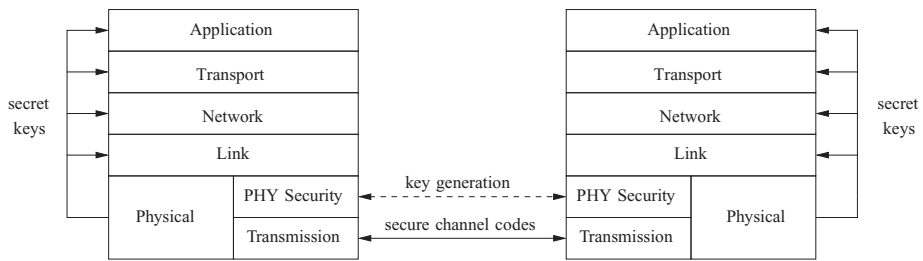 Application
Transport
Network
Link
Physical
PHY Security
Transmission
secret
keys
key generation
secure channel codes
Application
Transport
Network
Link
PHY Security
Transmission
Physical
secret
keys